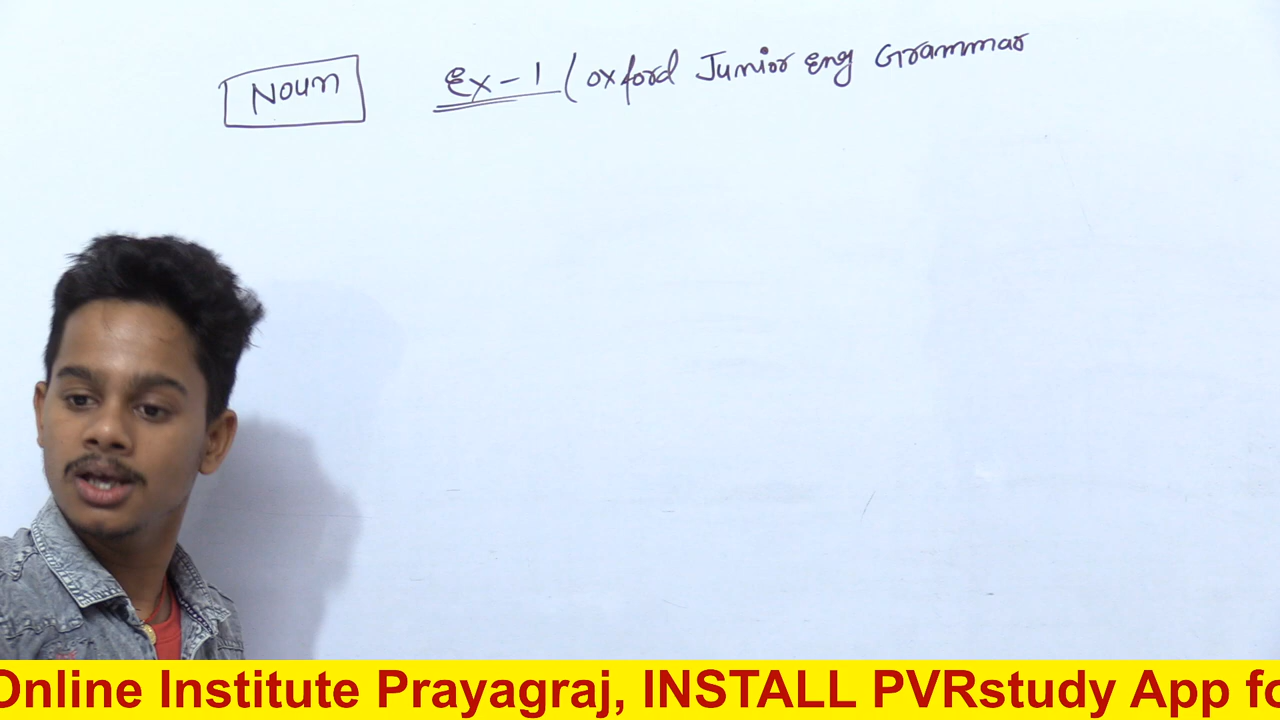 Noun
Ex-1 (Oxford Junior Eng Grammar
Online Institute Prayagraj, INSTALL PVRstudy App fo